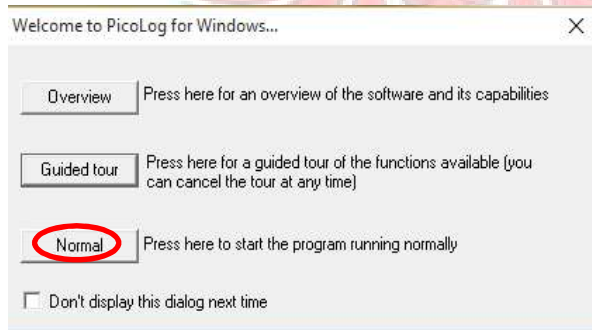 Welcome to PicoLog for Windows...
Overview Press here for an overview of the software and its capabilities
Guided tour Press here for a guided tour of the functions available (you
can cancel the tour at any time)
Normal Press here to start the program running normally
Don't display this dialog next time